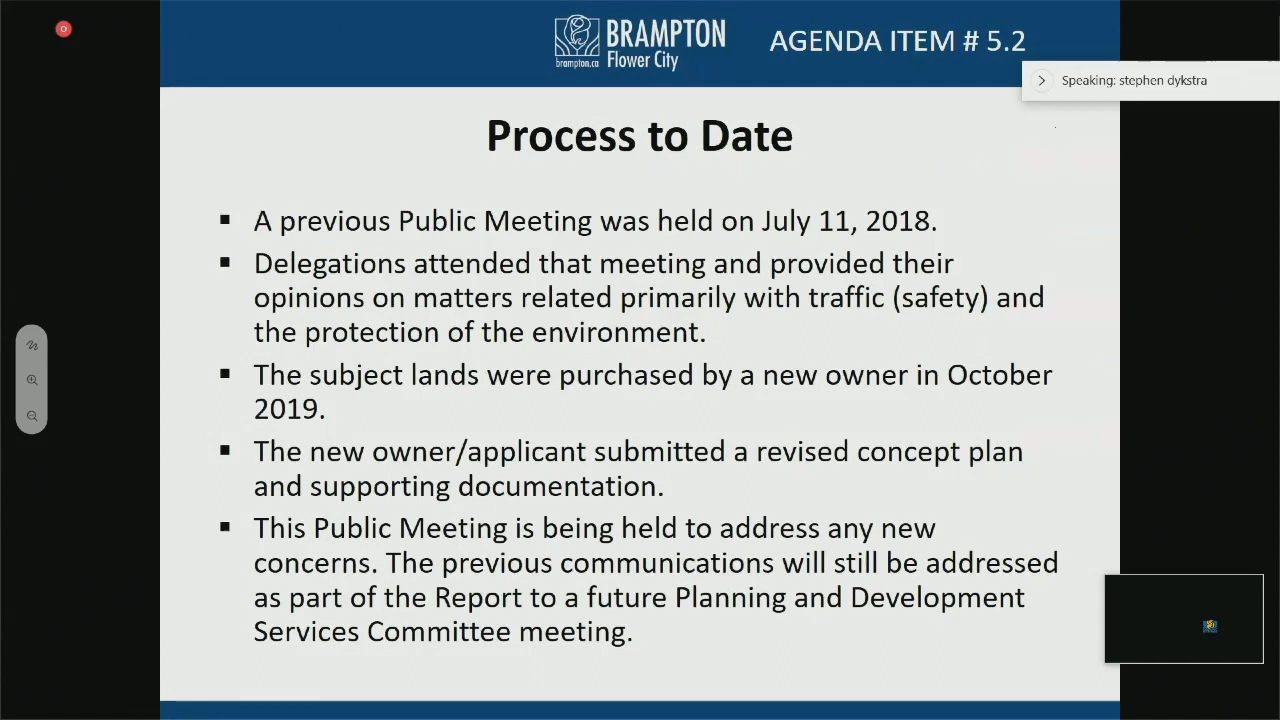 BRAMPTON
brampton.ca Flower City
AGENDA ITEM # 5.2
Speaking: stephen dykstra
Process to Date
▪ A previous Public Meeting was held on July 11, 2018.
▪ Delegations attended that meeting and provided their
opinions on matters related primarily with traffic (safety) and
the protection of the environment.
▪ The subject lands were purchased by a new owner in October
2019.
▪ The new owner/applicant submitted a revised concept plan
and supporting documentation.
▪ This Public Meeting is being held to address any new
concerns. The previous communications will still be addressed
as part of the Report to a future Planning and Development
Services Committee meeting.